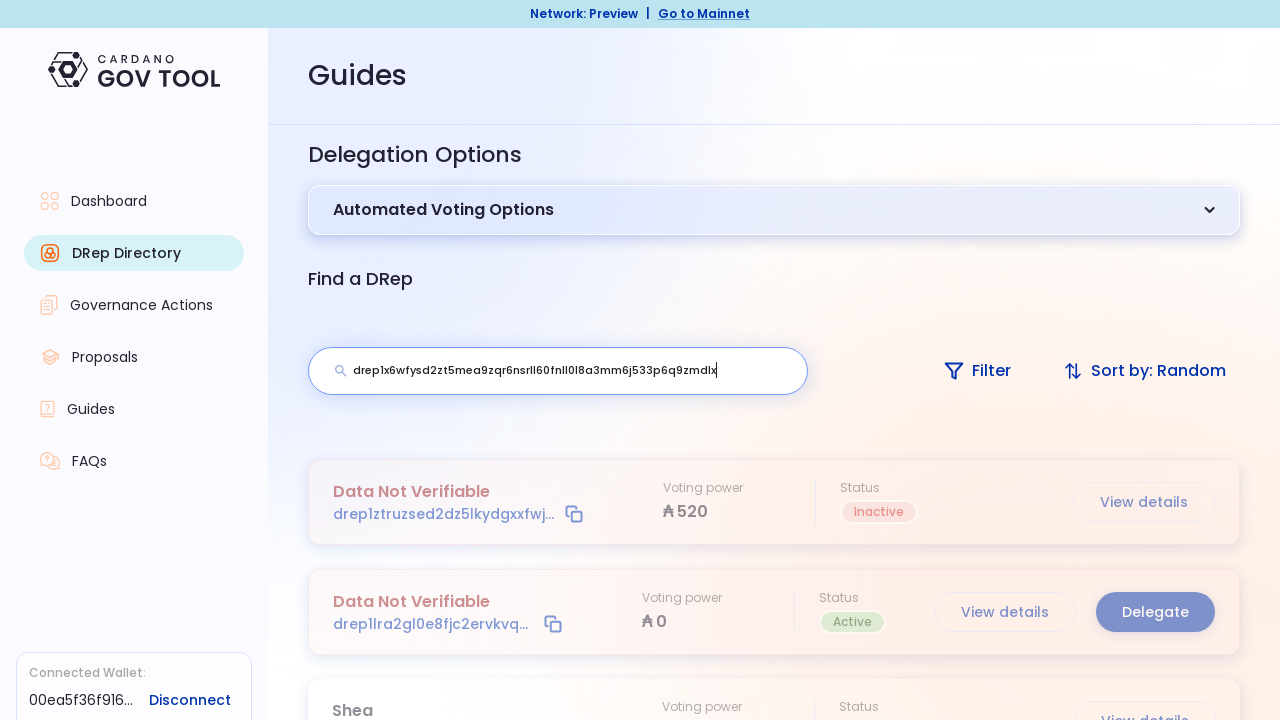 Network: Preview | Go to Mainnet
CARDANO
GOV TOOL
Guides
Delegation Options
Dashboard
Automated Voting Options
DRep Directory
Find a DRep
Governance Actions
Proposals
drep1x6wfysd2zt5mea9zqr6nsrll60fnll0l8a3mm6j533p6q9zmdlx
Filter
Sort by: Random
Guides
FAQs
Data Not Verifiable
drep1ztruzsed2dz5lkydgxxfwj...
Voting power
₳ 520
Status
Inactive
View details
Data Not Verifiable
drep1lra2gl0e8fjc2ervkvq...
Voting power
₳ 0
Status
Active
View details
Delegate
Connected Wallet:
00ea5f36f916... Disconnect
Shea
Voting power
Status
View details